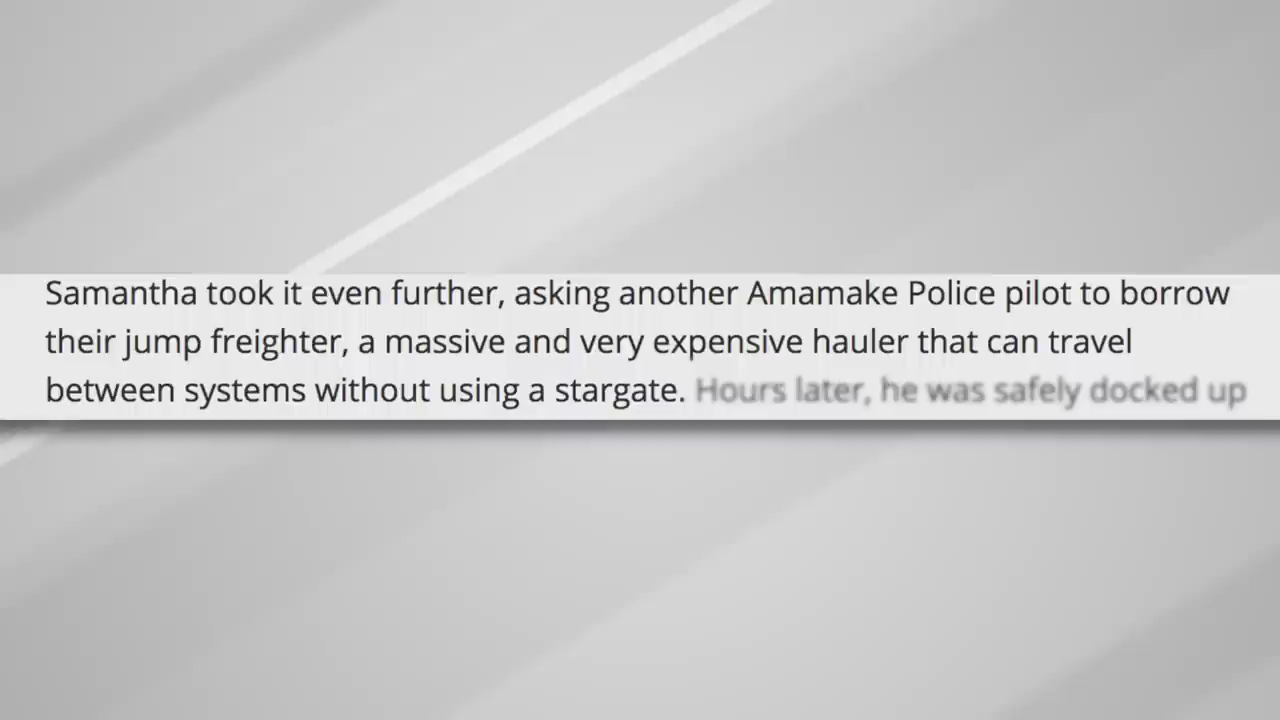 Samantha took it even further, asking another Amamake Police pilot to borrow
their jump freighter, a massive and very expensive hauler that can travel
between systems without using a stargate. Hours later, he was safely docked up